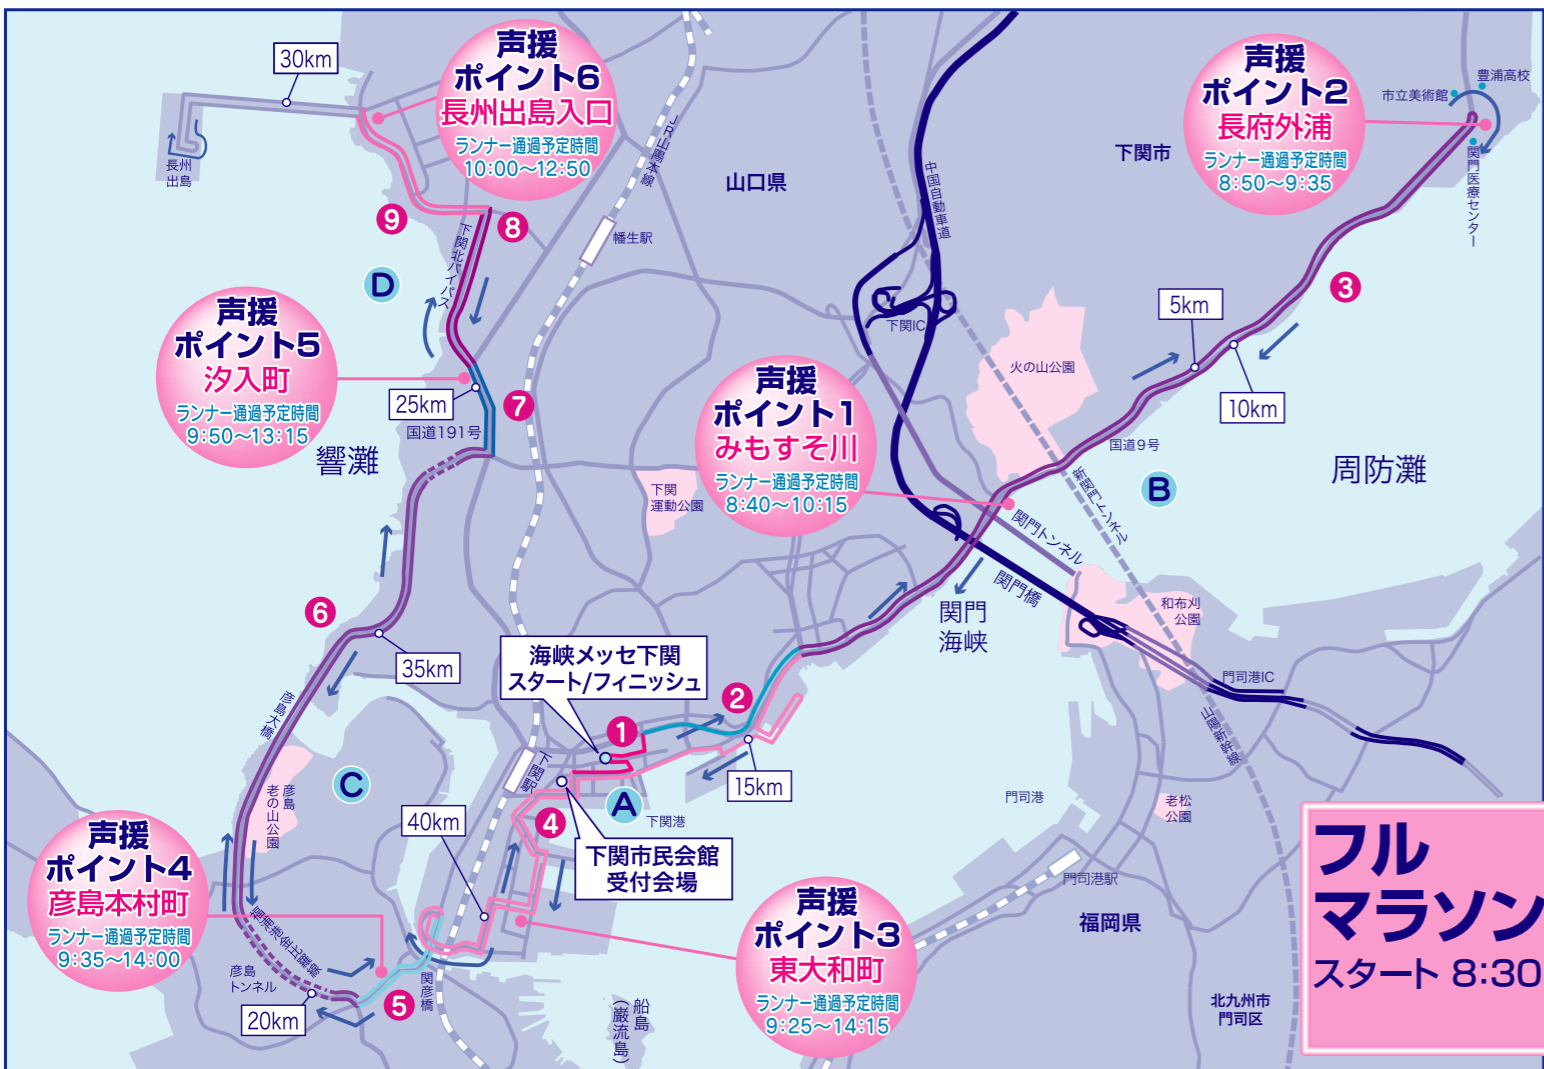 30km
声援
ポイント6
長州出島入口
ランナー通過予定時間
10:00～12:50
長州
出島
JR山陽本線
山口県
中国自動車道
下関市
声援
ポイント2
長府外浦
ランナー通過予定時間
8:50～9:35
市立美術館
豊浦高校
関門医療センター
9
8
下関北バイパス
D
幡生駅
3
5km
10km
下関IC
火の山公園
声援
ポイント5
汐入町
ランナー通過予定時間
9:50～13:15
25km
7
国道191号
響灘
声援
ポイント1
みもすそ川
ランナー通過予定時間
8:40～10:15
下関
運動公園
国道9号
B
周防灘
新関門トンネル
関門トンネル
関門橋
関門
海峡
和布刈
公園
門司港IC
山陽新幹線
6
35km
彦島大橋
海峡メッセ下関
スタート/フィニッシュ
1
2
15km
下関駅
A
下関港
4
下関市民会館
受付会場
C
彦島
老の山公園
40km
声援
ポイント4
彦島本村町
ランナー通過予定時間
9:35～14:00
福浦港金比羅線
彦島
トンネル
20km
5
関彦橋
声援
ポイント3
東大和町
ランナー通過予定時間
9:25～14:15
船島
(巌流島)
門司港
老松
公園
門司港駅
福岡県
北九州市
門司区
フル
マラソン
スタート 8:30